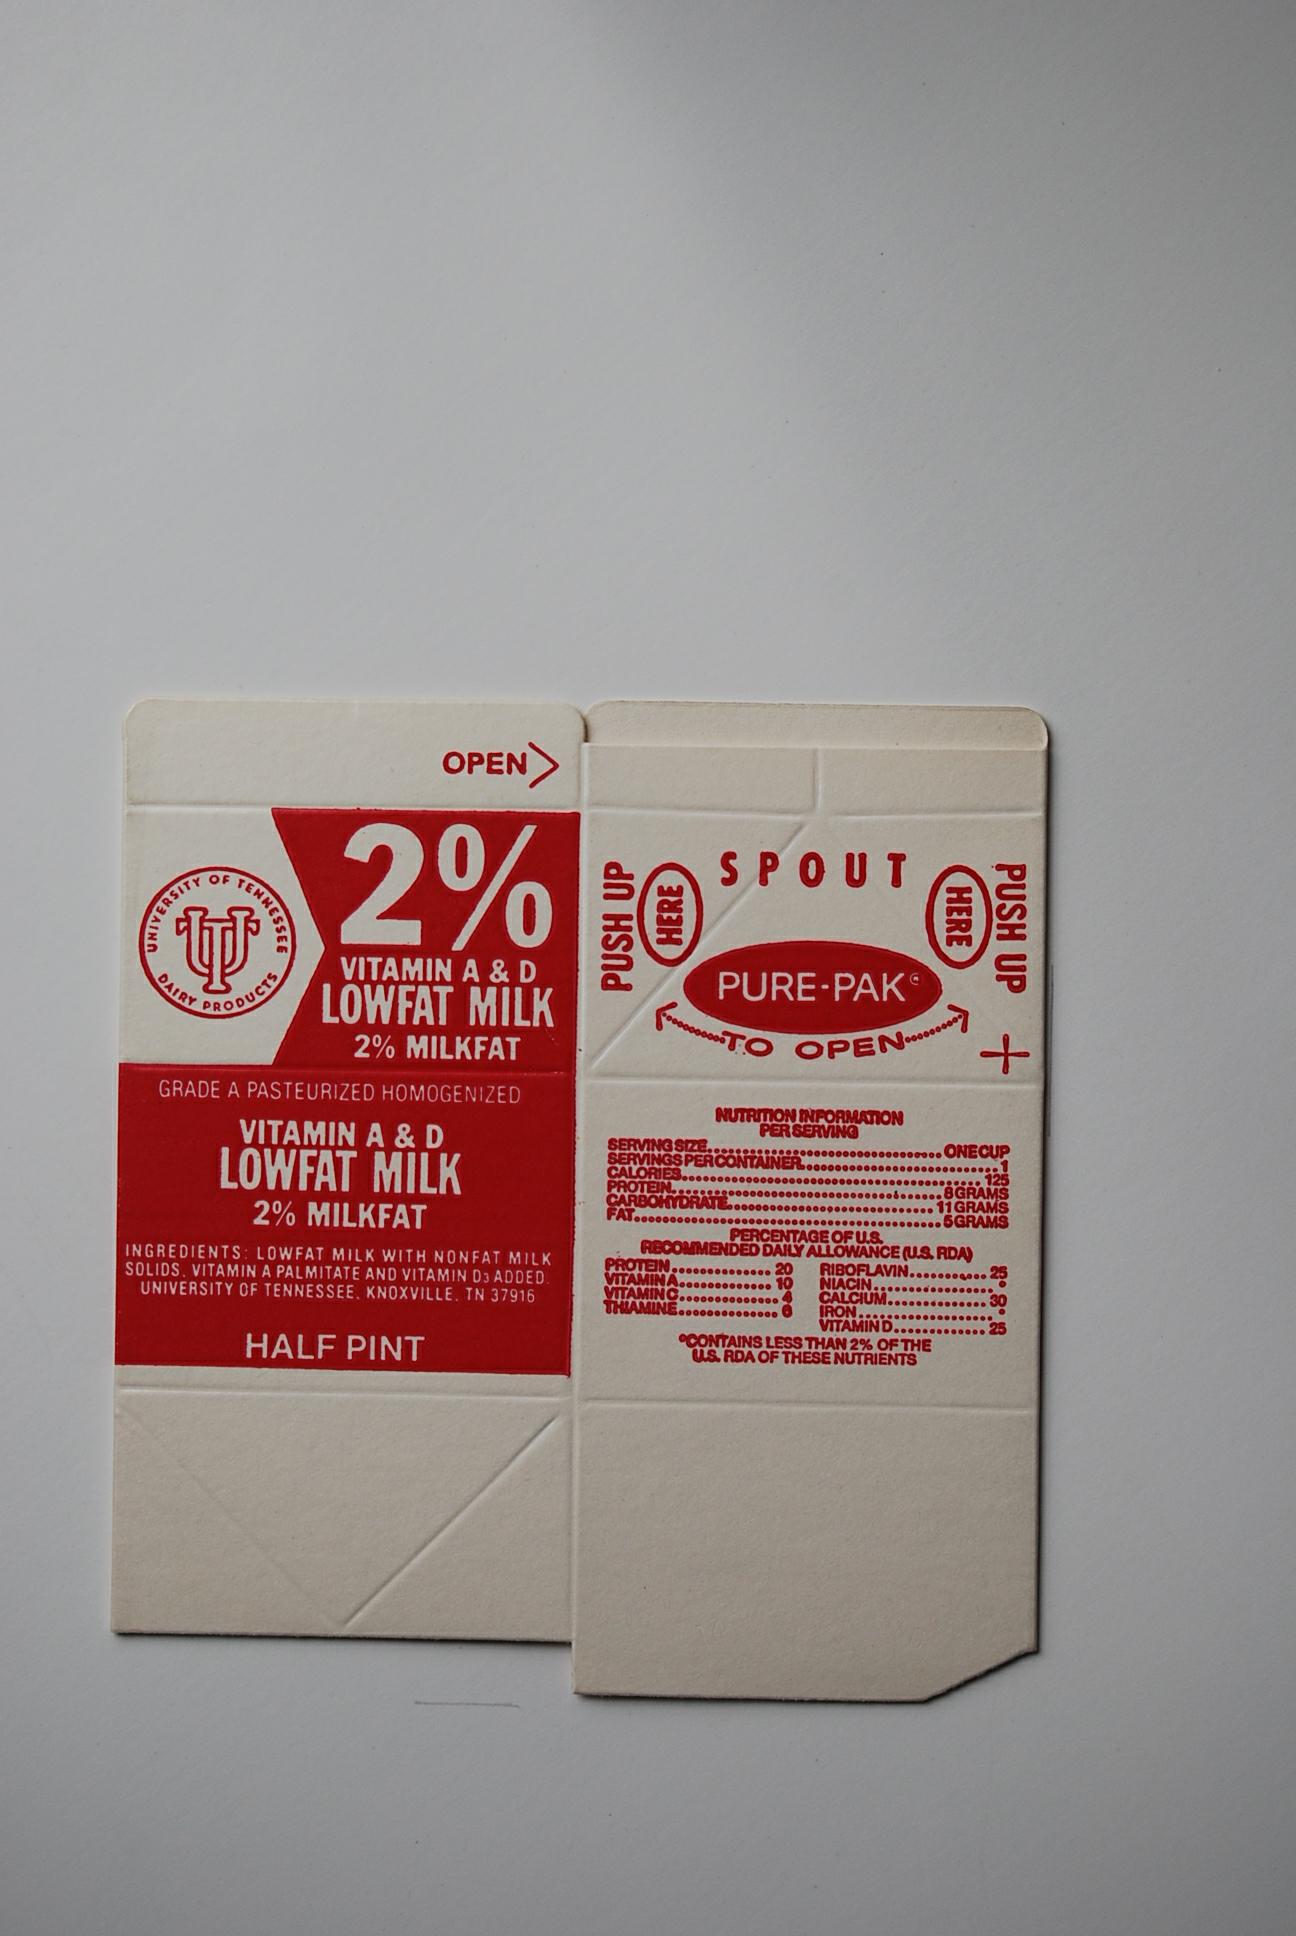 OPEN>
2%
VITAMIN A & D
LOWFAT MILK
2% MILKFAT
UNIVERSITY OF TENNESSEE
UT
DAIRY PRODUCTS
GRADE A PASTEURIZED HOMOGENIZED
VITAMIN A & D
LOWFAT MILK
2% MILKFAT
INGREDIENTS: LOWFAT MILK WITH NONFAT MILK
SOLIDS, VITAMIN A PALMITATE AND VITAMIN D3 ADDED.
UNIVERSITY OF TENNESSEE, KNOXVILLE, TN 37916
HALF PINT
SPOUT
PUSH UP
HERE
HERE
PUSH UP
PURE-PAK®
TO OPEN
NUTRITION INFORMATION
PER SERVING
SERVING SIZE........ONE CUP
SERVINGS PER CONTAINER........1
CALORIES........125
PROTEIN........8 GRAMS
CARBOHYDRATE........11 GRAMS
FAT........5 GRAMS
PERCENTAGE OF U.S.
RECOMMENDED DAILY ALLOWANCE (U.S. RDA)
PROTEIN........20
VITAMIN A........10
VITAMIN C........4
THIAMINE........6
RIBOFLAVIN........25
NIACIN........*
CALCIUM........30
IRON........*
VITAMIN D........25
*CONTAINS LESS THAN 2% OF THE
U.S. RDA OF THESE NUTRIENTS